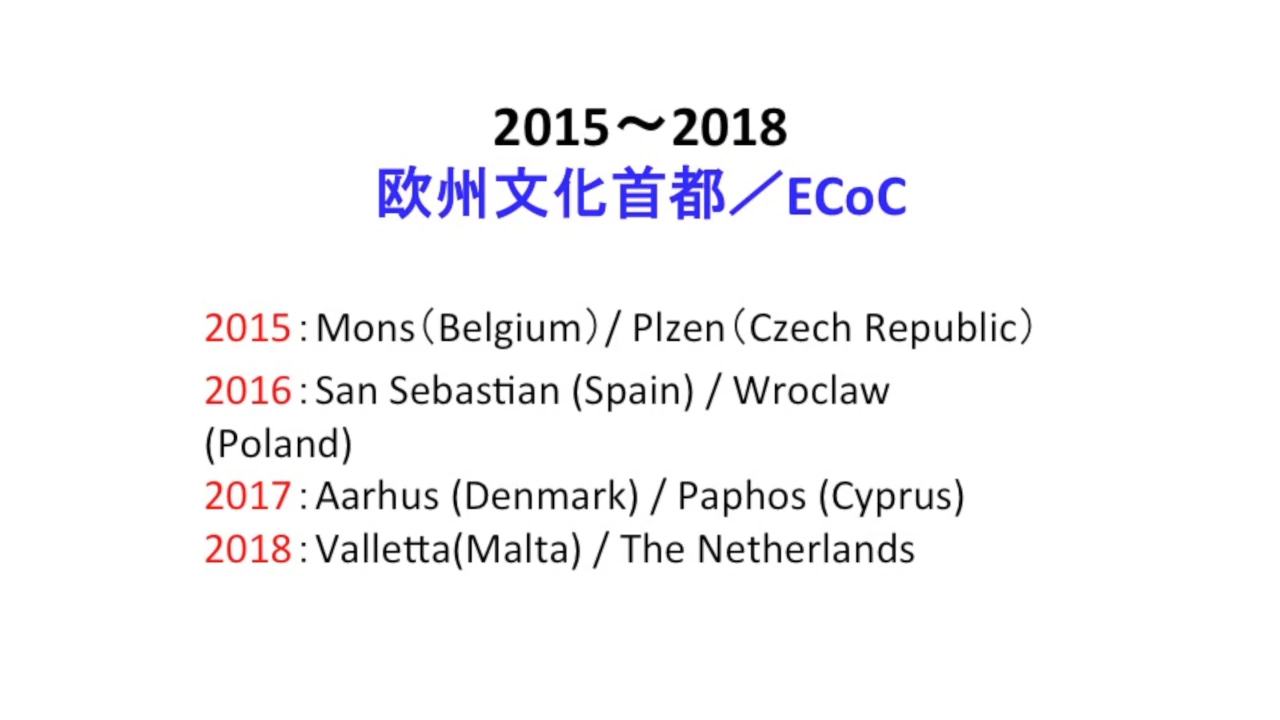 2015～2018
欧州文化首都／ECoC
2015：Mons（Belgium）/ Plzen（Czech Republic）
2016：San Sebastian (Spain) / Wroclaw
(Poland)
2017：Aarhus (Denmark) / Paphos (Cyprus)
2018：Valletta(Malta) / The Netherlands